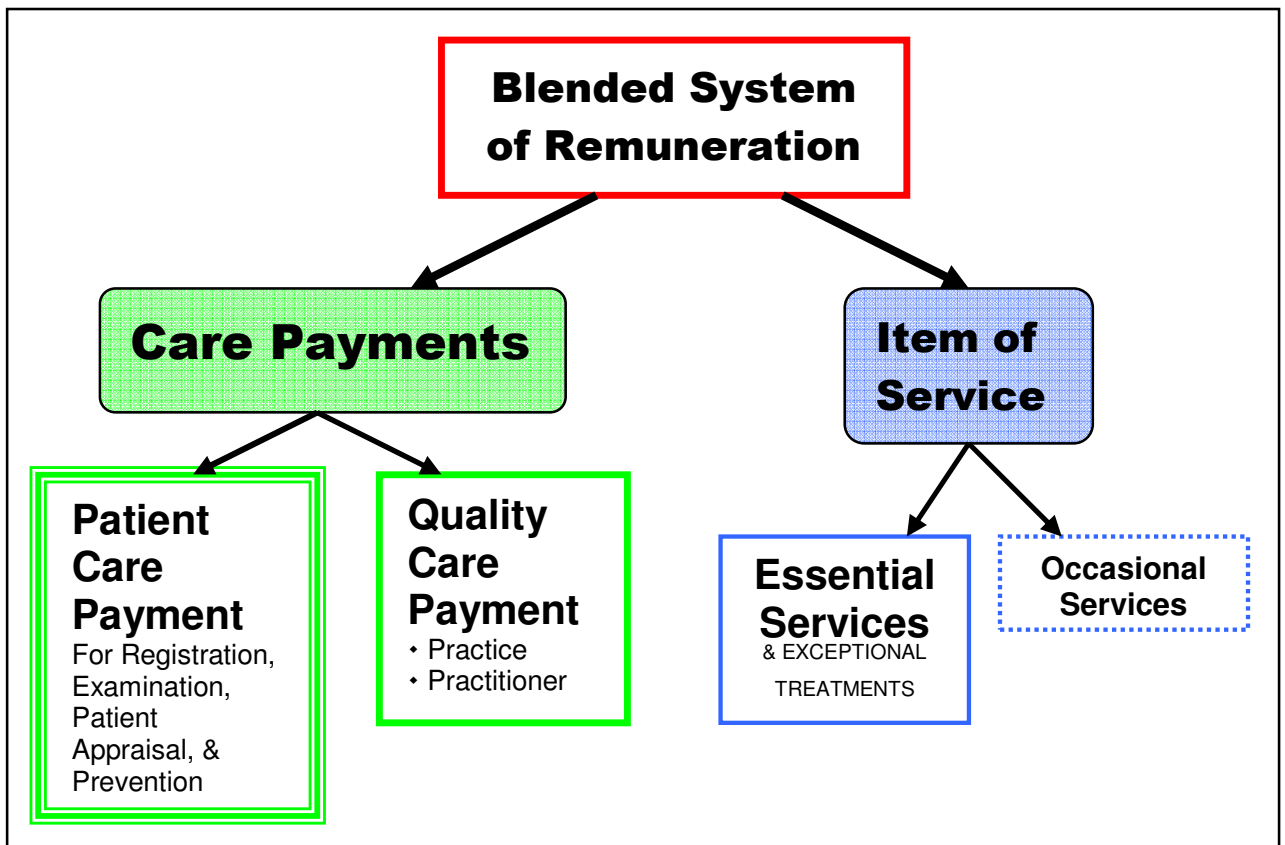 Blended System
of Remuneration
Care Payments
Item of
Service
Patient
Care
Payment
For Registration,
Examination,
Patient
Appraisal, &
Prevention
Quality
Care
Payment
• Practice
• Practitioner
Essential
Services
& EXCEPTIONAL
TREATMENTS
Occasional
Services